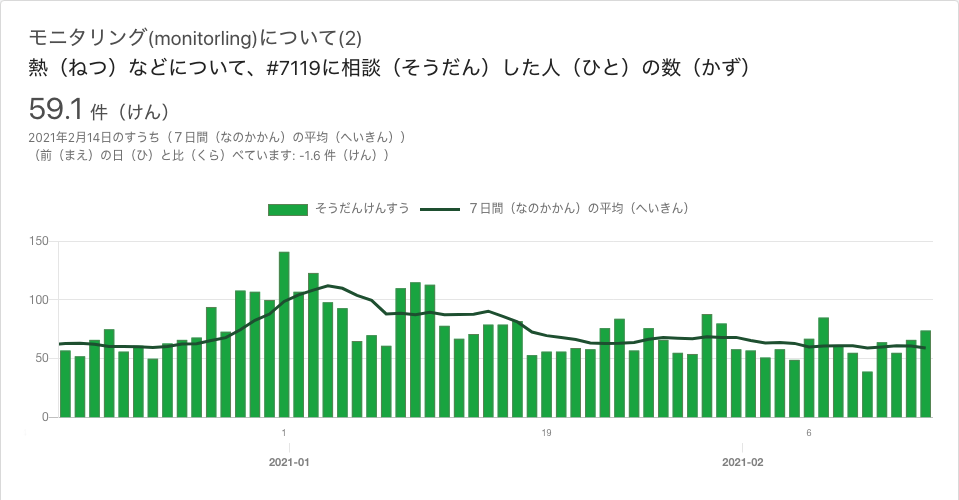 モニタリング(monitorling)について(2)
熱（ねつ）などについて、#7119に相談（そうだん）した人（ひと）の数（かず）
59.1 件（けん）
2021年2月14日のすうち（７日間（なのかかん）の平均（へいきん））
（前（まえ）の日（ひ）と比（くら）べています: -1.6 件（けん））
そうだんけんすう ７日間（なのかかん）の平均（へいきん）
150
100
50
0
1 19 6
2021-01 2021-02